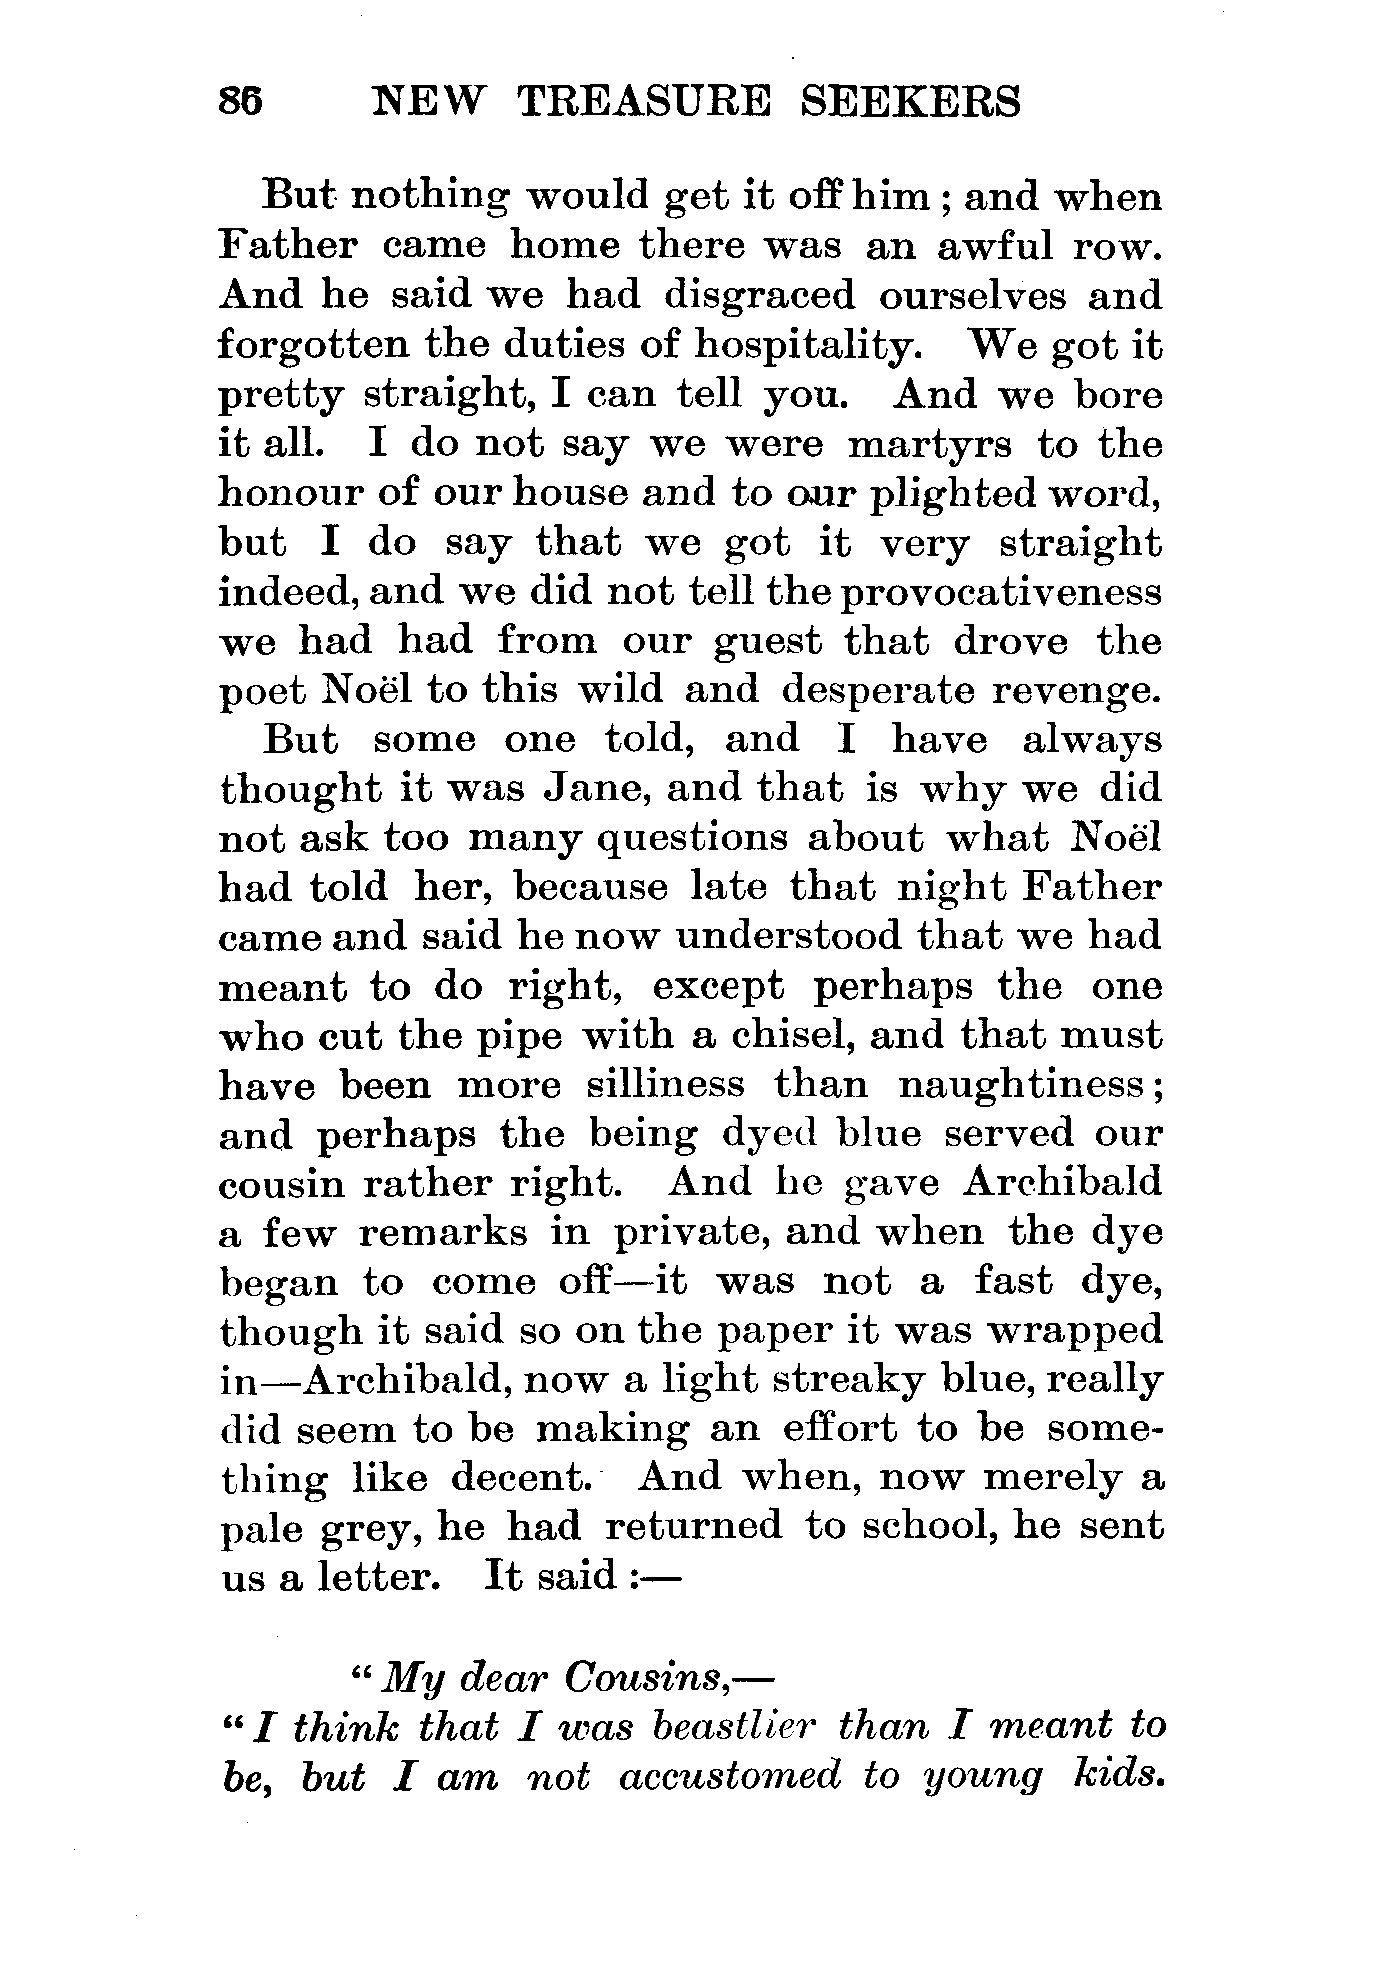 86 NEW TREASURE SEEKERS
But nothing would get it off him ; and when
Father came home there was an awful row.
And he said we had disgraced ourselves and
forgotten the duties of hospitality. We got it
pretty straight, I can tell you. And we bore
it all. I do not say we were martyrs to the
honour of our house and to our plighted word,
but I do say that we got it very straight
indeed, and we did not tell the provocativeness
we had had from our guest that drove the
poet Noël to this wild and desperate revenge.
But some one told, and I have always
thought it was Jane, and that is why we did
not ask too many questions about what Noël
had told her, because late that night Father
came and said he now understood that we had
meant to do right, except perhaps the one
who cut the pipe with a chisel, and that must
have been more silliness than naughtiness ;
and perhaps the being dyed blue served our
cousin rather right. And he gave Archibald
a few remarks in private, and when the dye
began to come off—it was not a fast dye,
though it said so on the paper it was wrapped
in—Archibald, now a light streaky blue, really
did seem to be making an effort to be some-
thing like decent. And when, now merely a
pale grey, he had returned to school, he sent
us a letter. It said :—
“ My dear Cousins,—
“ I think that I was beastlier than I meant to
be, but I am not accustomed to young kids.